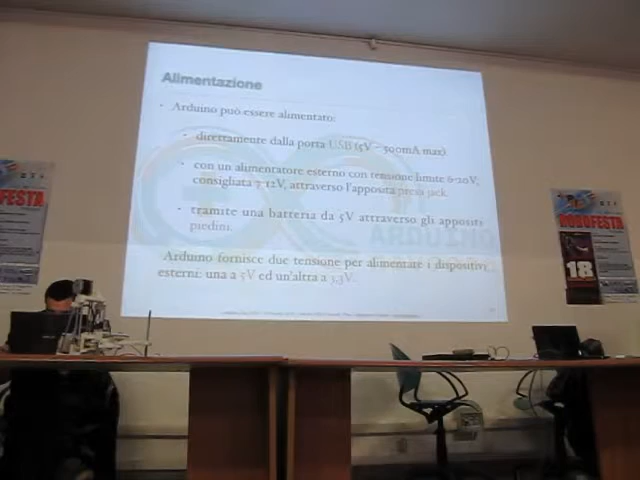 Alimentazione
Arduino può essere alimentato:
direttamente dalla porta USB (5V – 500mA max)
con un alimentatore esterno con tensione limite 6-20V,
consigliata 7-12V, attraverso l'apposita presa jack.
tramite una batteria da 5V attraverso gli appositi
piedini.
Arduino fornisce due tensione per alimentare i dispositivi
esterni: una a 5V ed un'altra a 3,3V.
ARDUINO
ROBOFESTA
18